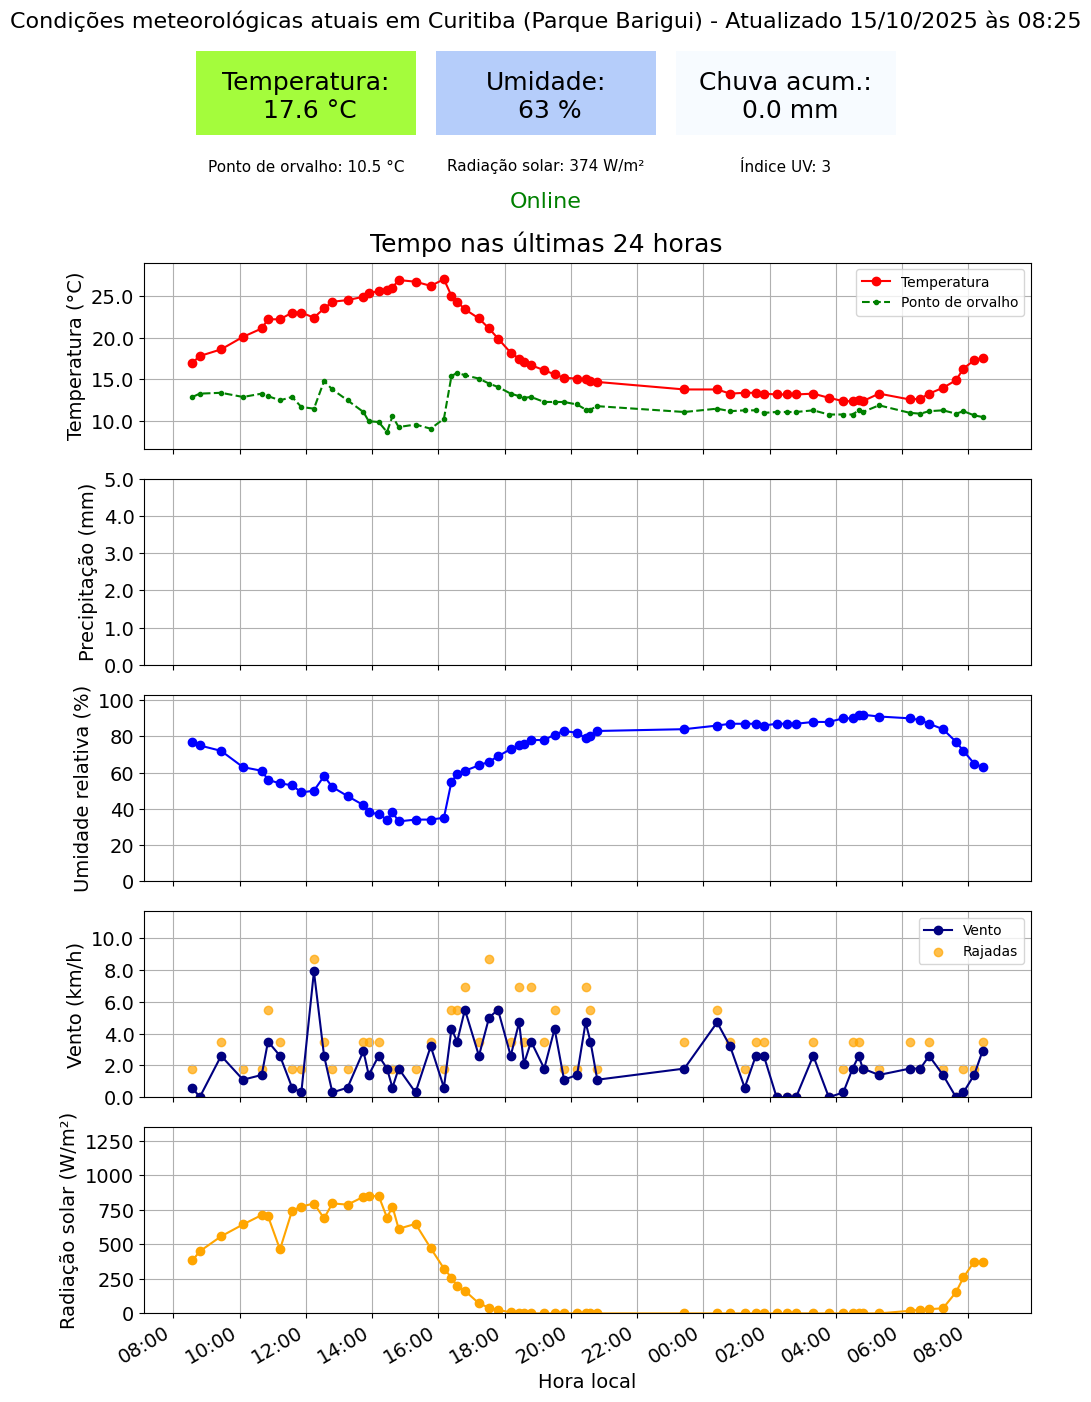 Condições meteorológicas atuais em Curitiba (Parque Barigui) - Atualizado 15/10/2025 às 08:25
Temperatura:
17.6 °C
Umidade:
63 %
Chuva acum.:
0.0 mm
Ponto de orvalho: 10.5 °C
Radiação solar: 374 W/m²
Índice UV: 3
Online
Tempo nas últimas 24 horas
Temperatura (°C)
25.0
20.0
15.0
10.0
Temperatura
Ponto de orvalho
Precipitação (mm)
5.0
4.0
3.0
2.0
1.0
0.0
Umidade relativa (%)
100
80
60
40
20
0
Vento (km/h)
10.0
8.0
6.0
4.0
2.0
0.0
Vento
Rajadas
Radiação solar (W/m²)
1250
1000
750
500
250
0
08:00
10:00
12:00
14:00
16:00
18:00
20:00
22:00
00:00
02:00
04:00
06:00
08:00
Hora local